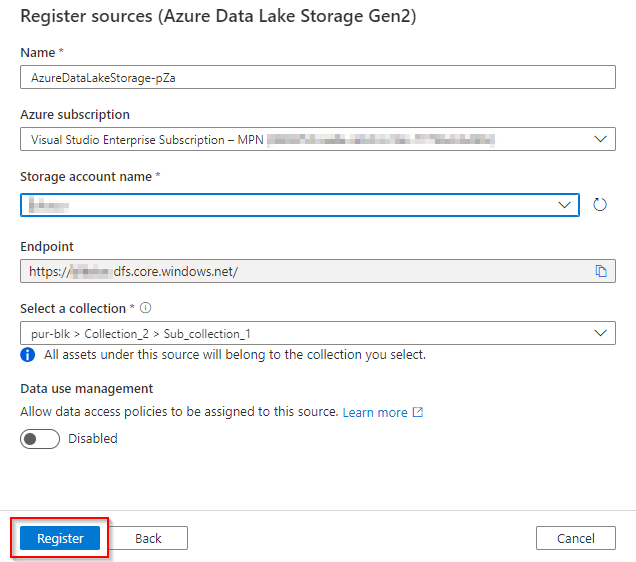 Register sources (Azure Data Lake Storage Gen2)
Name *
AzureDataLakeStorage-pZa
Azure subscription
Visual Studio Enterprise Subscription – MPN
Storage account name *
Endpoint
https:// dfs.core.windows.net/
Select a collection *
pur-blk > Collection_2 > Sub_collection_1
All assets under this source will belong to the collection you select.
Data use management
Allow data access policies to be assigned to this source. Learn more
Disabled
Register Back Cancel